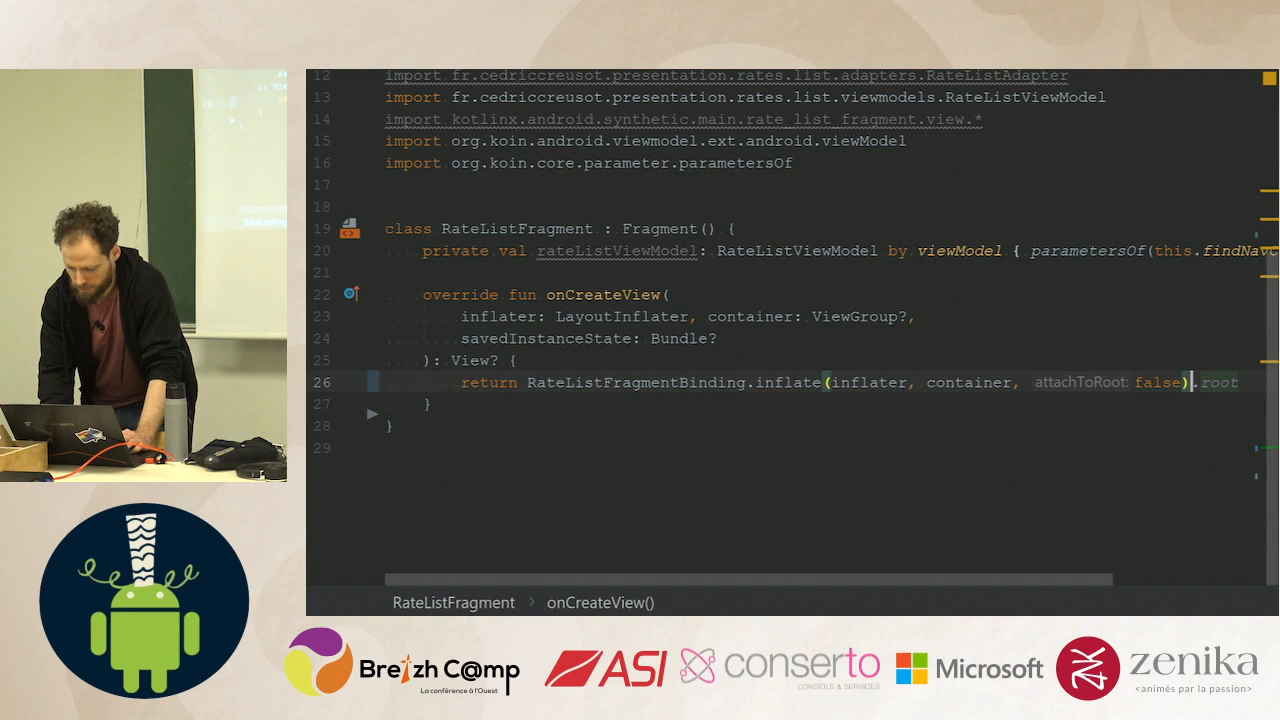 12 import fr.cedriccreusot.presentation.rates.list.adapters.RateListAdapter
13 import fr.cedriccreusot.presentation.rates.list.viewmodels.RateListViewModel
14 import kotlinx.android.synthetic.main.rate_list_fragment.view.*
15 import org.koin.android.viewmodel.ext.android.viewModel
16 import org.koin.core.parameter.parametersOf
17
18
19 class RateListFragment : Fragment() {
20 private val rateListViewModel: RateListViewModel by viewModel { parametersOf(this.findNavC
21
22 override fun onCreateView(
23 inflater: LayoutInflater, container: ViewGroup?,
24 savedInstanceState: Bundle?
25 ): View? {
26 return RateListFragmentBinding.inflate(inflater, container, attachToRoot: false).root
27 }
28 }
29
RateListFragment › onCreateView()
Breizh C@mp
La conférence à l'Ouest
ASI
conserto
CONSEILS & SERVICES
Microsoft
zenika
<animés par la passion>